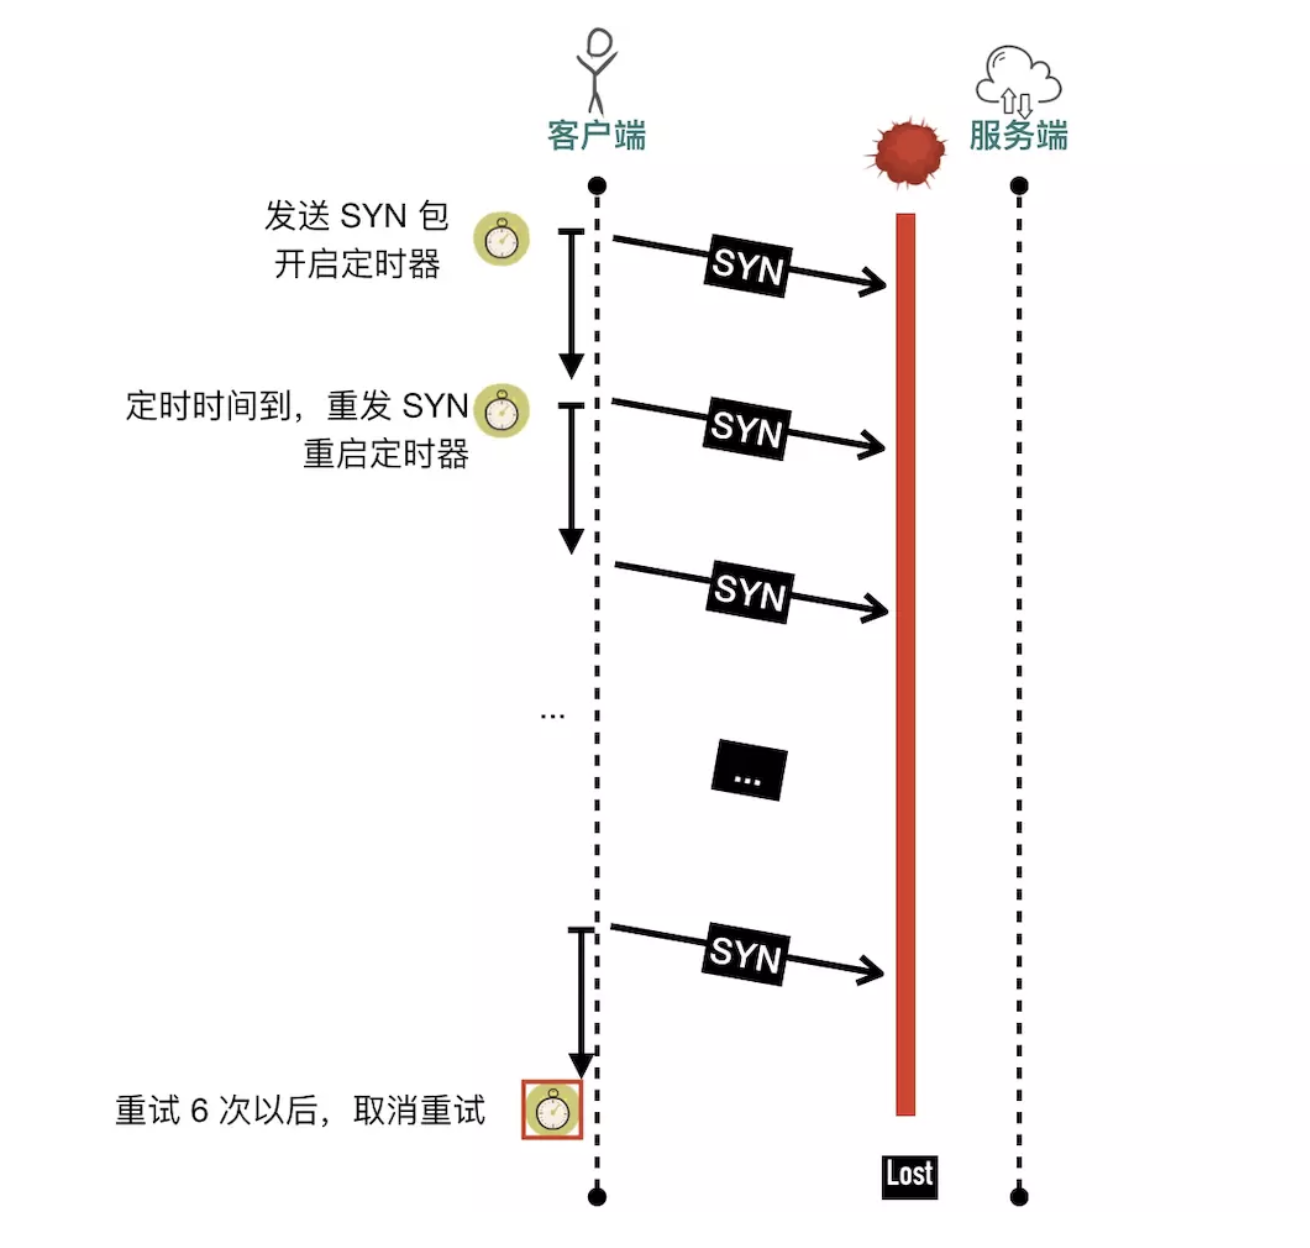 客户端
服务端
发送 SYN 包
开启定时器
SYN
定时时间到，重发 SYN
重启定时器
SYN
SYN
...
...
SYN
重试 6 次以后，取消重试
Lost